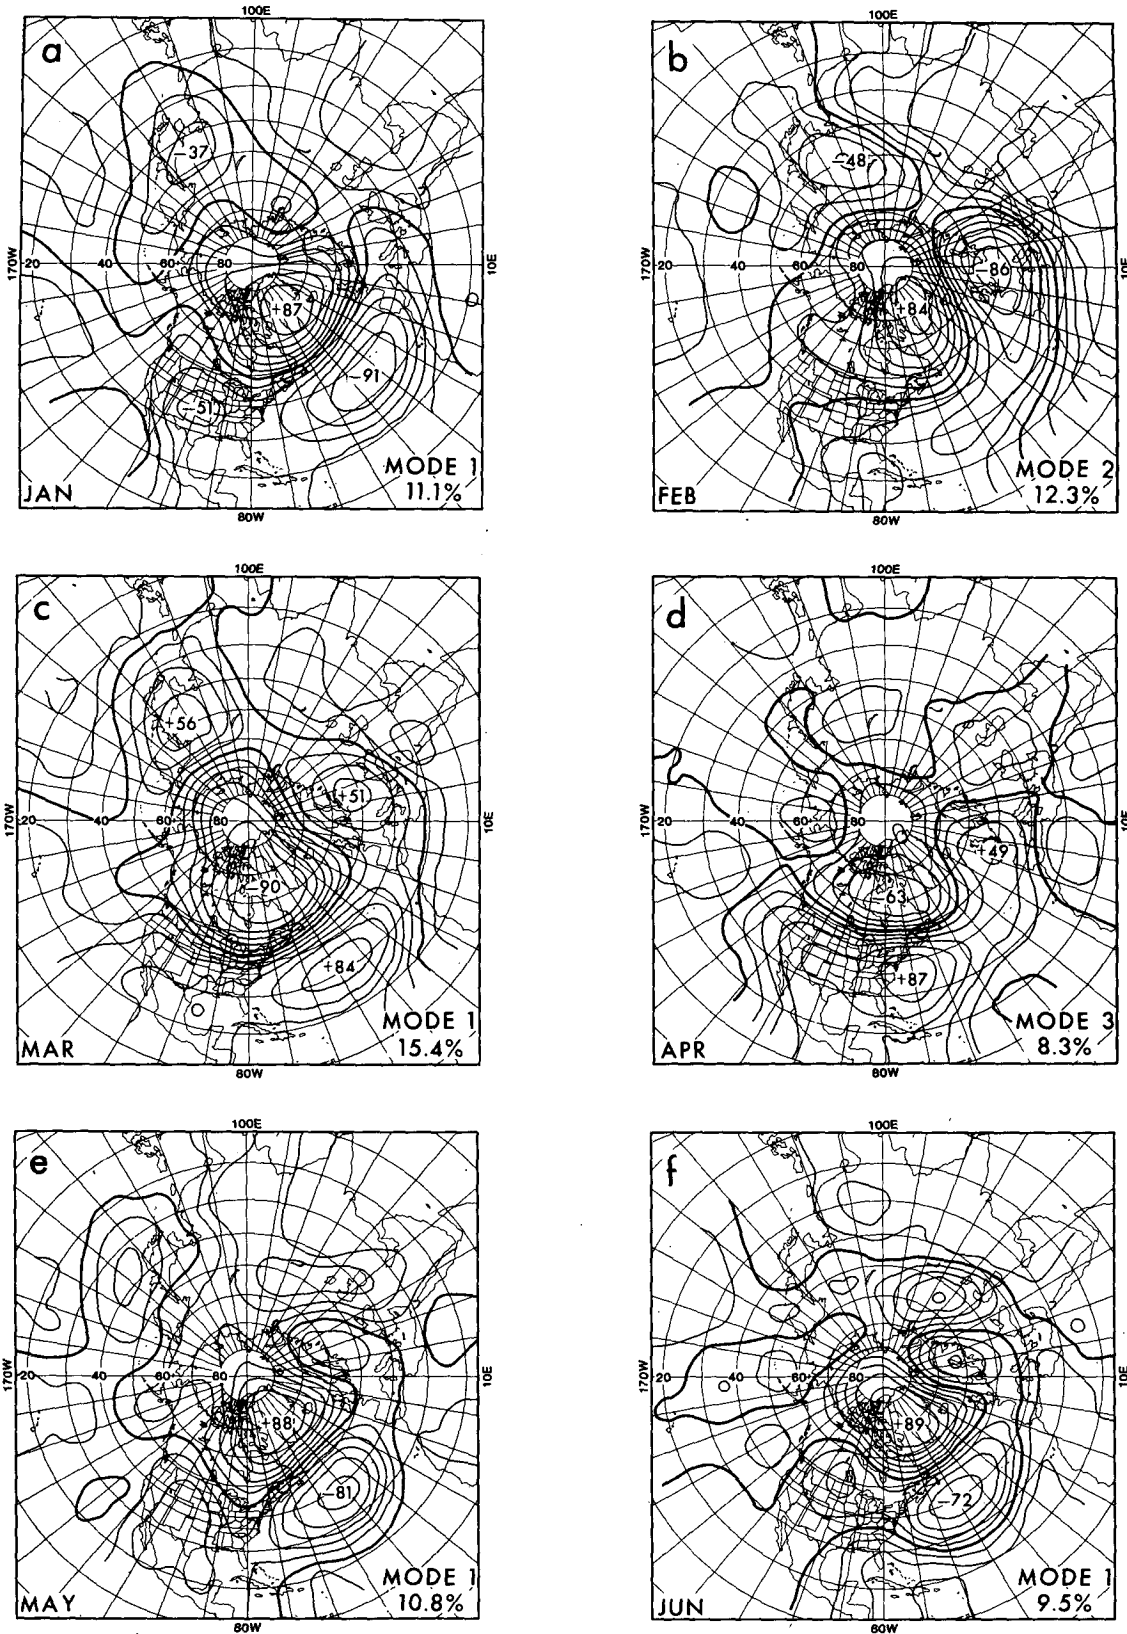 100E 100E
a b
-37 -48
170W 20 40 60 80 10E 170W 20 40 60 80 10E
-86
+87 +84
-91
-51
JAN MODE 1 FEB MODE 2
11.1% 12.3%
80W 80W
100E 100E
c d
+56
+51
170W 20 40 60 80 10E 170W 20 40 60 80 10E
+49
-90 -63
+84 +87
MAR MODE 1 APR MODE 3
15.4% 8.3%
80W 80W
100E 100E
e f
170W 20 40 60 80 10E 170W 20 40 60 80 10E
+88 +89
-81 -72
MAY MODE 1 JUN MODE 1
10.8% 9.5%
80W 80W